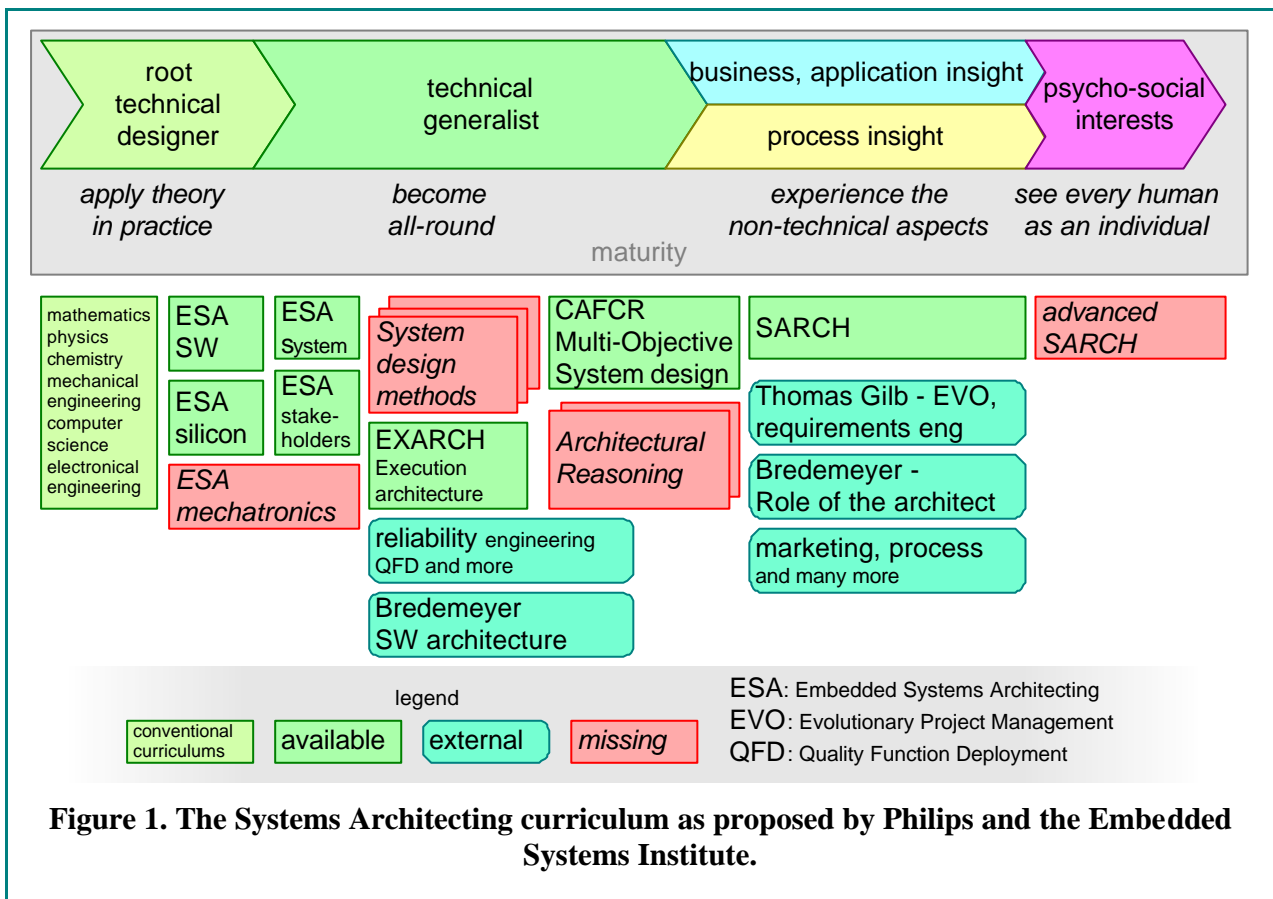 root
technical
designer
technical
generalist
business, application insight
process insight
psycho-social
interests
apply theory
in practice
become
all-round
experience the
non-technical aspects
see every human
as an individual
maturity
mathematics
physics
chemistry
mechanical
engineering
computer
science
electronical
engineering
ESA
SW
ESA
silicon
ESA
mechatronics
ESA
System
ESA
stake-
holders
System
design
methods
EXARCH
Execution
architecture
reliability engineering
QFD and more
Bredemeyer
SW architecture
CAFCR
Multi-Objective
System design
Architectural
Reasoning
SARCH
Thomas Gilb - EVO,
requirements eng
Bredemeyer -
Role of the architect
marketing, process
and many more
advanced
SARCH
legend
conventional
curriculums
available
external
missing
ESA: Embedded Systems Architecting
EVO: Evolutionary Project Management
QFD: Quality Function Deployment
Figure 1. The Systems Architecting curriculum as proposed by Philips and the Embedded
Systems Institute.